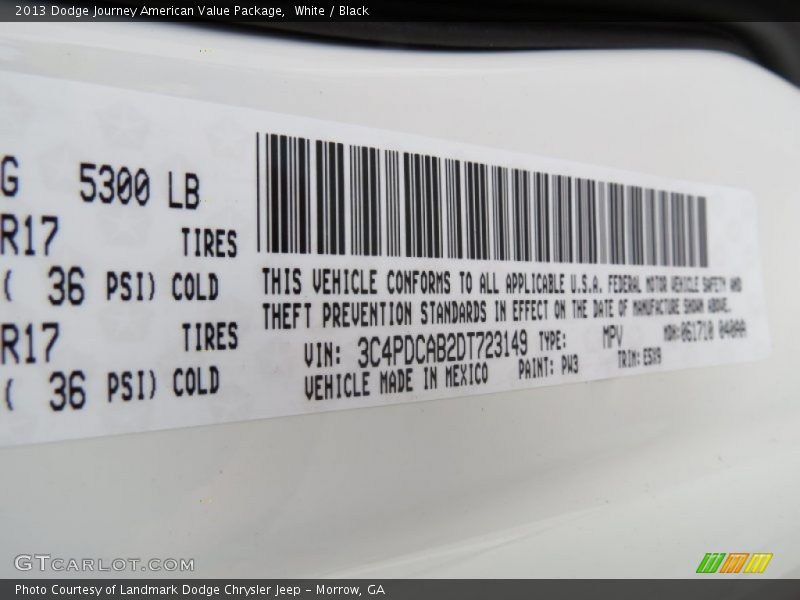 2013 Dodge Journey American Value Package, White / Black
G 5300 LB
R17 TIRES
( 36 PSI) COLD
R17 TIRES
( 36 PSI) COLD
THIS VEHICLE CONFORMS TO ALL APPLICABLE U.S.A. FEDERAL MOTOR VEHICLE SAFETY AND
THEFT PREVENTION STANDARDS IN EFFECT ON THE DATE OF MANUFACTURE SHOWN ABOVE.
VIN: 3C4PDCAB2DT723149 TYPE: MPV MDH:061710
VEHICLE MADE IN MEXICO PAINT: PW3 TRIM:
GTCARLOT.COM
Photo Courtesy of Landmark Dodge Chrysler Jeep – Morrow, GA